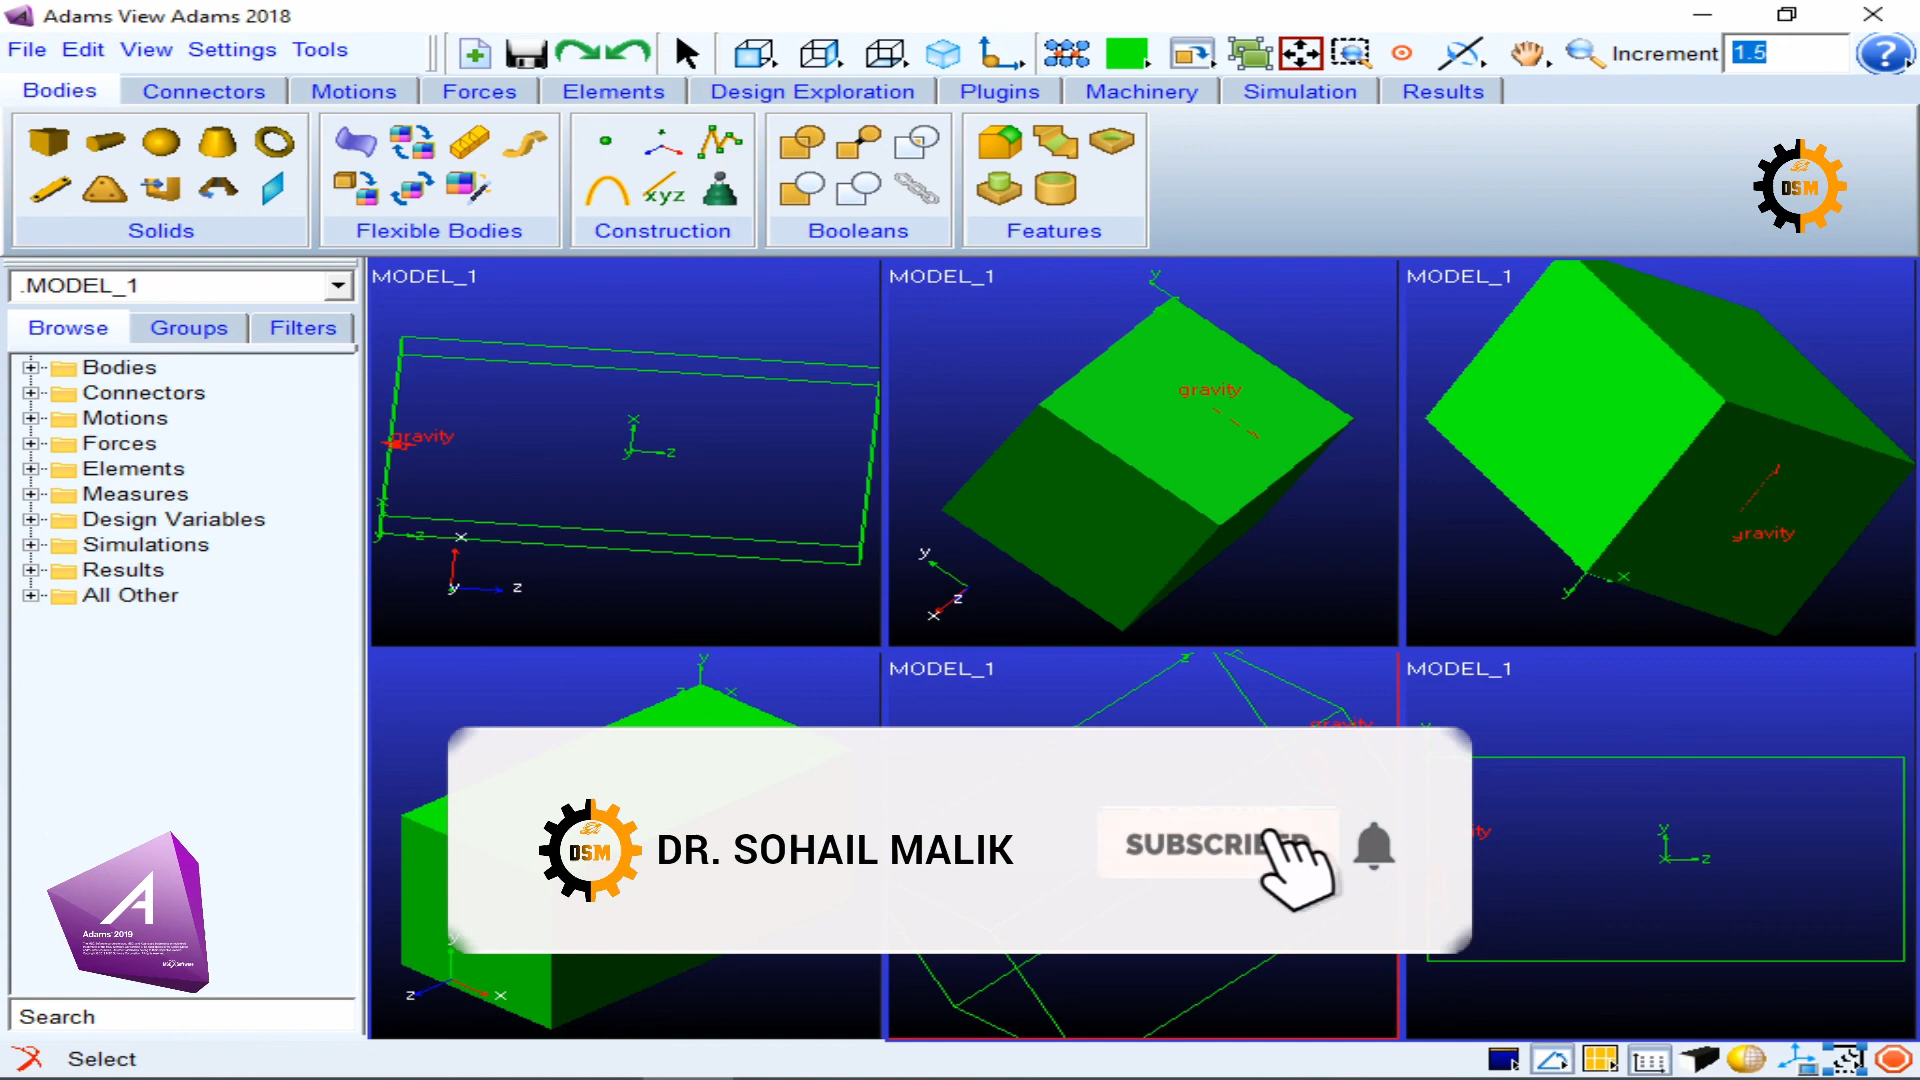 Adams View Adams 2018
File Edit View Settings Tools
Increment 1.5
Bodies Connectors Motions Forces Elements Design Exploration Plugins Machinery Simulation Results
xyz
DSM
Solids Flexible Bodies Construction Booleans Features
.MODEL_1
Browse Groups Filters
Bodies
Connectors
Motions
Forces
Elements
Measures
Design Variables
Simulations
Results
All Other
Adams 2019
Search
Select
MODEL_1
gravity
x
y z
x
y z
x
y z
MODEL_1
y
gravity
y
z
x
MODEL_1
gravity
x
y
y
z x
z x
MODEL_1
z
gravity
MODEL_1
y
z
x
DSM
DR. SOHAIL MALIK